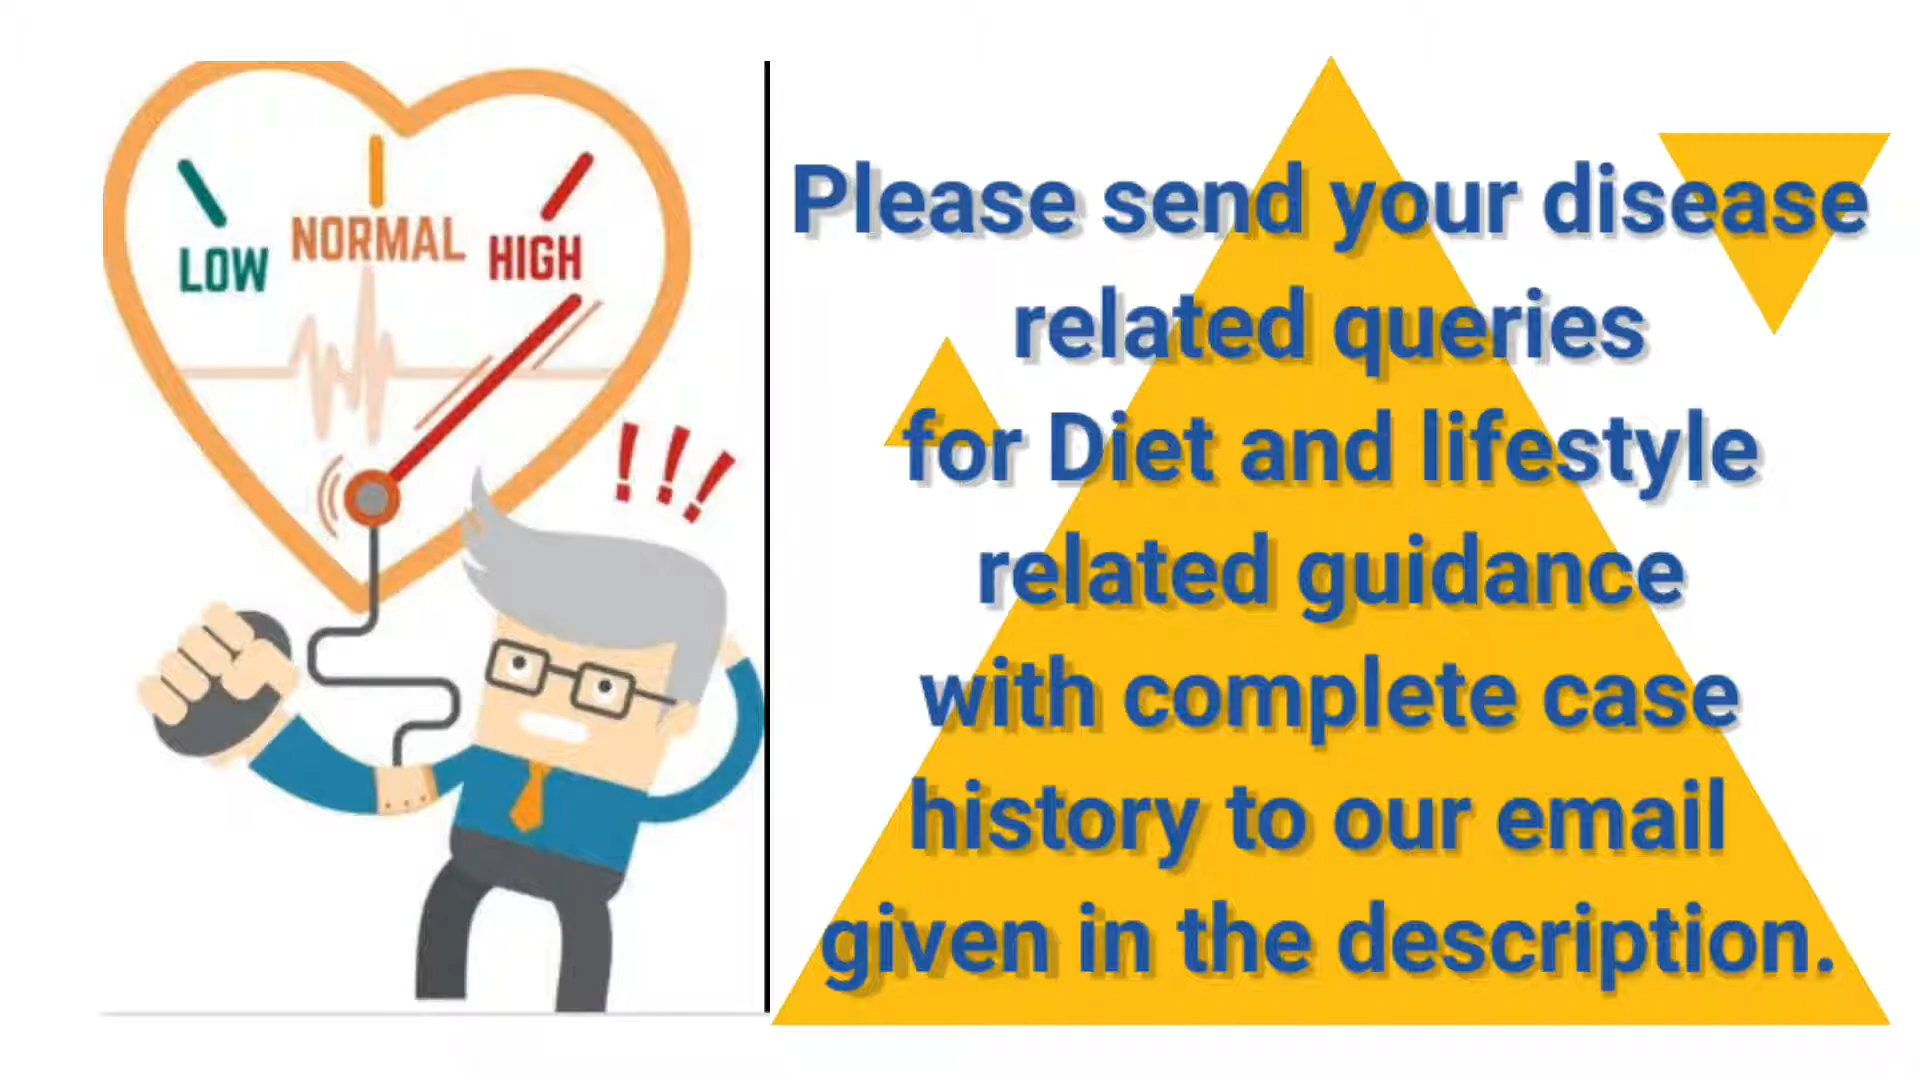 LOW
NORMAL
HIGH
!!!
Please send your disease
related queries
for Diet and lifestyle
related guidance
with complete case
history to our email
given in the description.